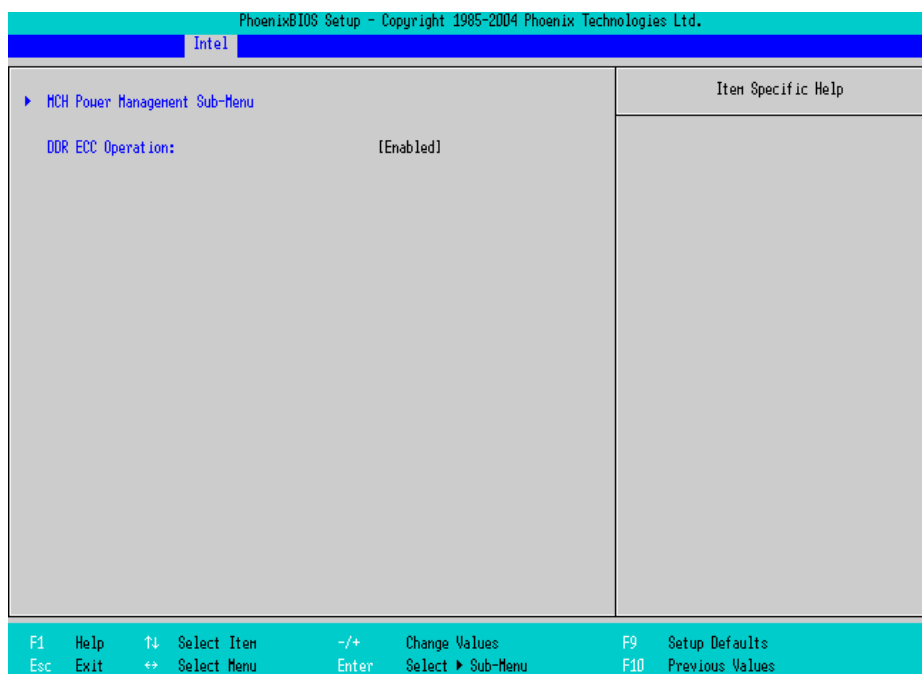 PhoenixBIOS Setup - Copyright 1985-2004 Phoenix Technologies Ltd.
Intel
Item Specific Help
▶ MCH Power Management Sub-Menu
DDR ECC Operation: [Enabled]
F1 Help ↑↓ Select Item -/+ Change Values F9 Setup Defaults
Esc Exit ↔ Select Menu Enter Select ▶ Sub-Menu F10 Previous Values